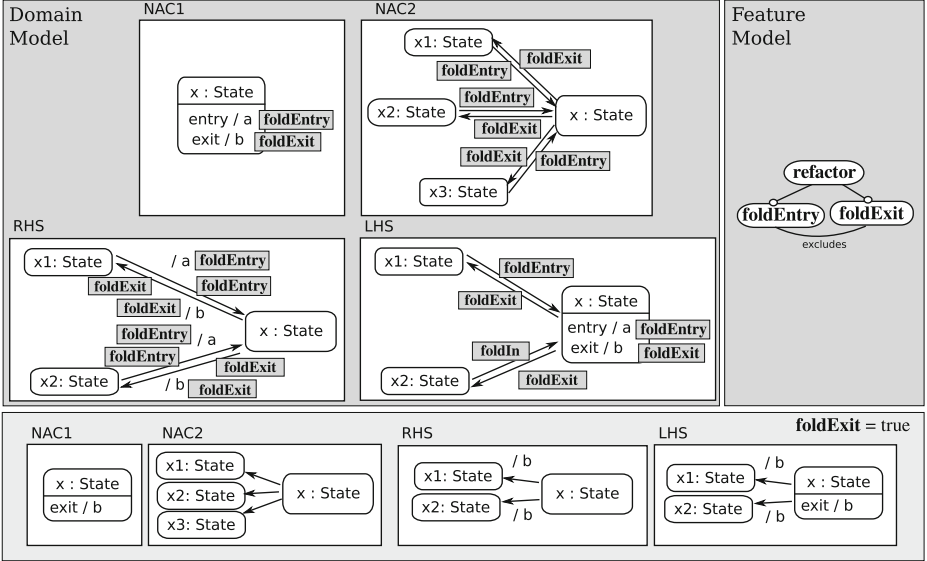 Domain
Model
NAC1
x : State
entry / a foldEntry
exit / b foldExit
NAC2
x1: State
foldExit
foldEntry
foldEntry
x2: State
x : State
foldExit
foldExit
foldEntry
x3: State
RHS
x1: State
/ a foldEntry
foldExit
foldEntry
foldExit / b
x : State
foldEntry / a
foldEntry
foldExit
x2: State
/ b foldExit
LHS
x1: State
foldEntry
foldExit
x : State
entry / a foldEntry
exit / b foldExit
foldIn
x2: State
foldExit
Feature
Model
refactor
foldEntry
foldExit
excludes
foldExit = true
NAC1
x : State
exit / b
NAC2
x1: State
x2: State
x : State
x3: State
RHS
/ b
x1: State
x : State
x2: State
/ b
LHS
/ b
x1: State
x : State
x2: State
exit / b
/ b